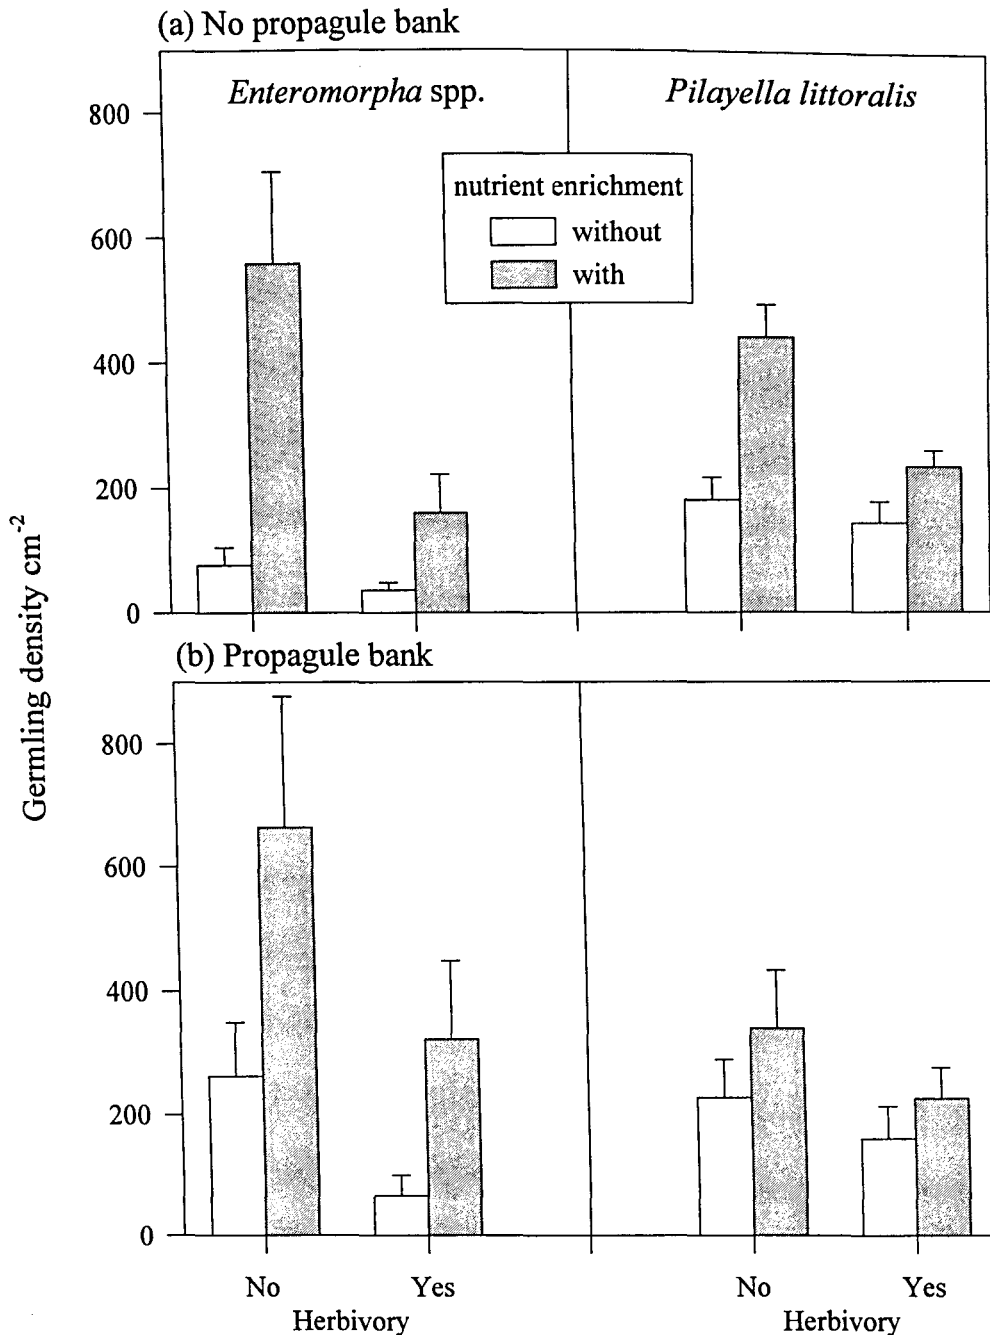 (a) No propagule bank
Enteromorpha spp.
Pilayella littoralis
nutrient enrichment
without
with
800
600
400
200
0
Germling density cm-2
(b) Propagule bank
800
600
400
200
0
No
Yes
No
Yes
Herbivory
Herbivory